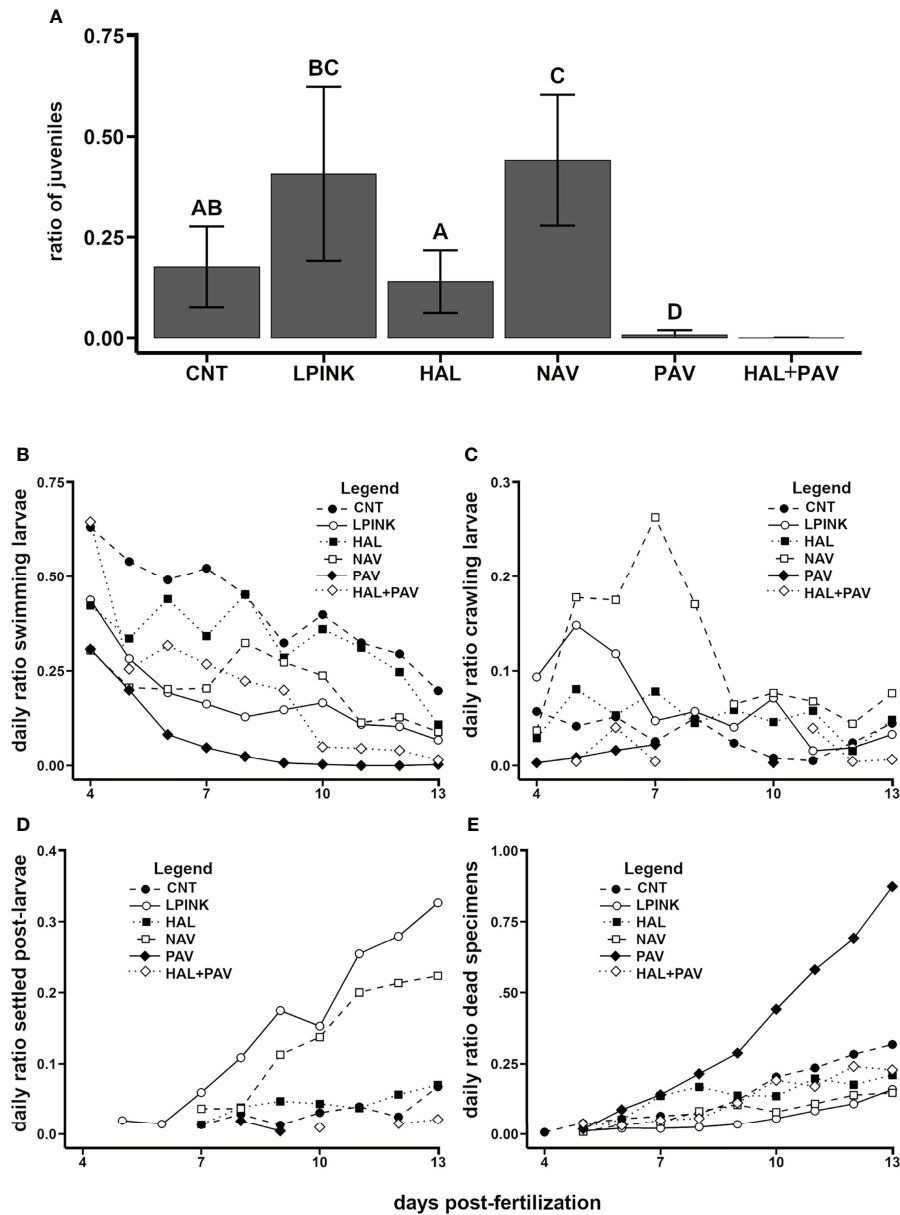 A
ratio of juveniles
0.75
0.50
0.25
0.00
AB
BC
A
C
D
CNT LPINK HAL NAV PAV HAL+PAV
B
daily ratio swimming larvae
0.75
0.50
0.25
0.00
4 7 10 13
Legend
CNT
LPINK
HAL
NAV
PAV
HAL+PAV
C
daily ratio crawling larvae
0.3
0.2
0.1
0.0
4 7 10 13
Legend
CNT
LPINK
HAL
NAV
PAV
HAL+PAV
D
daily ratio settled post-larvae
0.4
0.3
0.2
0.1
0.0
4 7 10 13
Legend
CNT
LPINK
HAL
NAV
PAV
HAL+PAV
E
daily ratio dead specimens
1.00
0.75
.50
0.25
0.00
4 7 10 13
Legend
CNT
LPINK
HAL
NAV
PAV
HAL+PAV
days post-fertilization